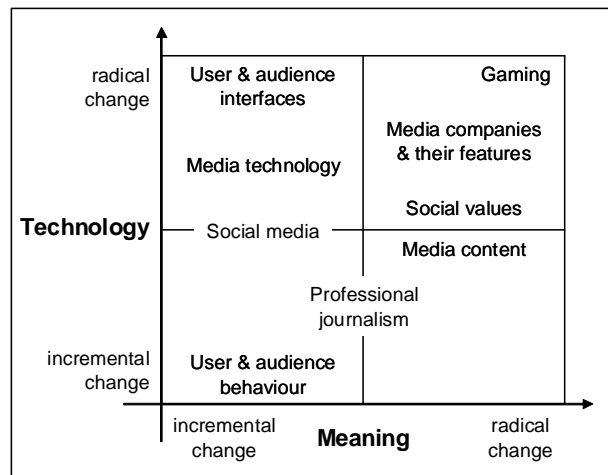 radical
change
User & audience
interfaces
Gaming
Media companies
& their features
Media technology
Social values
Technology
Social media
Media content
Professional
journalism
incremental
change
User & audience
behaviour
incremental
change
Meaning
radical
change